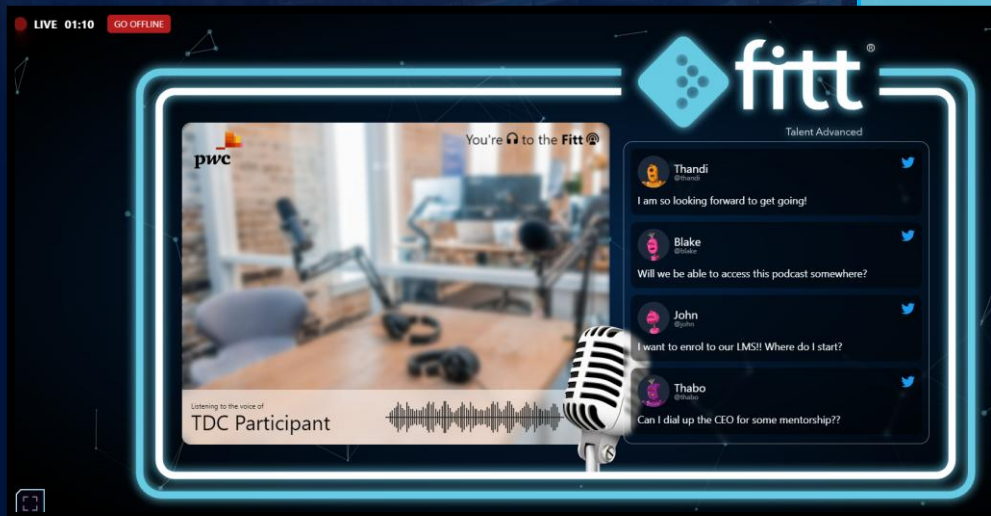 LIVE 01:10 GO OFFLINE
fitt®
Talent Advanced
pwc
You're to the Fitt
Listening to the voice of
TDC Participant
Thandi
@thandi
I am so looking forward to get going!
Blake
@blake
Will we be able to access this podcast somewhere?
John
@john
I want to enrol to our LMS!! Where do I start?
Thabo
@thabo
Can I dial up the CEO for some mentorship??